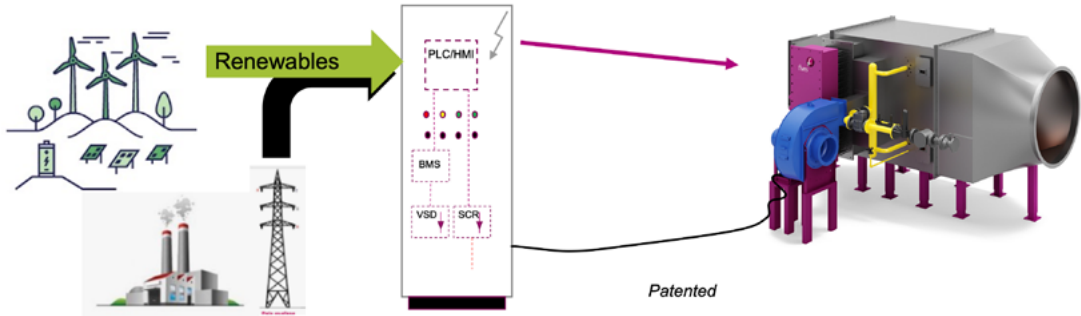 Renewables
PLC/HMI
BMS
VSD
SCR
Patented